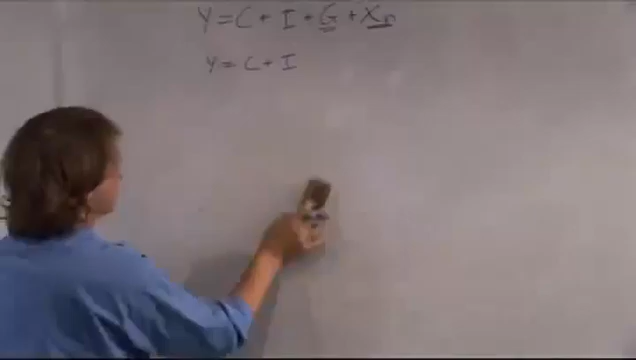 Y = C + I + G + Xn
Y = C + I